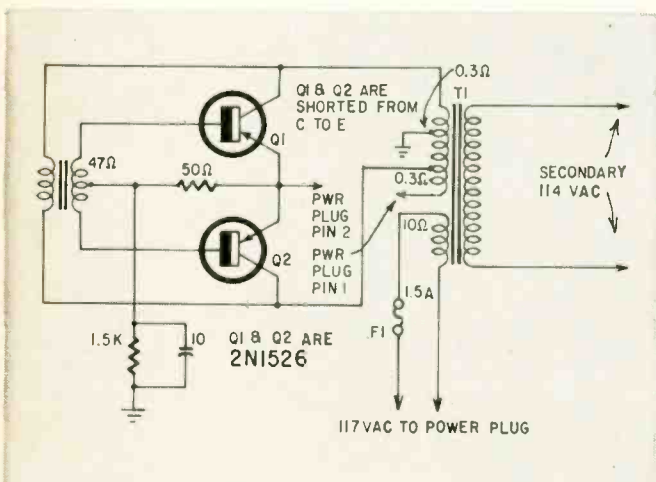 0.3Ω
T1
Q1 & Q2 ARE
SHORTED FROM
C TO E
Q1
47Ω
50Ω
0.3Ω
SECONDARY
114 VAC
PWR
PLUG
PIN 2
PWR
PLUG
PIN 1
10Ω
Q2
1.5A
F1
1.5K
10
Q1 & Q2 ARE
2N1526
117VAC TO POWER PLUG